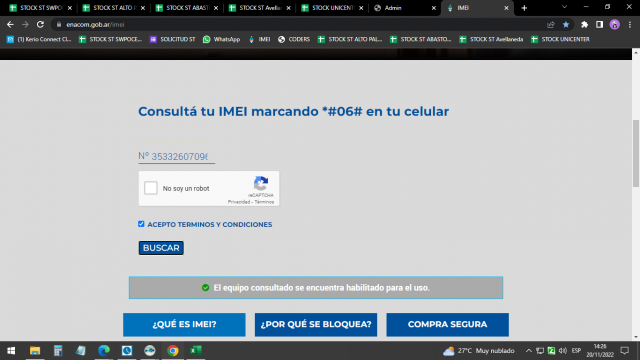 STOCK ST SWPO
STOCK ST ALTO P
STOCK ST ABAST
STOCK ST Avellan
STOCK UNICENTE
Admin
IMEI
enacom.gob.ar/imei
(1) Kerio Connect Cl...
STOCK ST SWPOCE...
SOLICITUD ST
WhatsApp
IMEI
CODERS
STOCK ST ALTO PAL...
STOCK ST ABASTO...
STOCK ST Avellaneda
STOCK UNICENTER
Consultá tu IMEI marcando *#06# en tu celular
Nº 3533260709
No soy un robot
reCAPTCHA
Privacidad - Términos
ACEPTO TERMINOS Y CONDICIONES
BUSCAR
El equipo consultado se encuentra habilitado para el uso.
¿QUÉ ES IMEI?
¿POR QUÉ SE BLOQUEA?
COMPRA SEGURA
27°C Muy nublado
ESP
14:26
20/11/2022